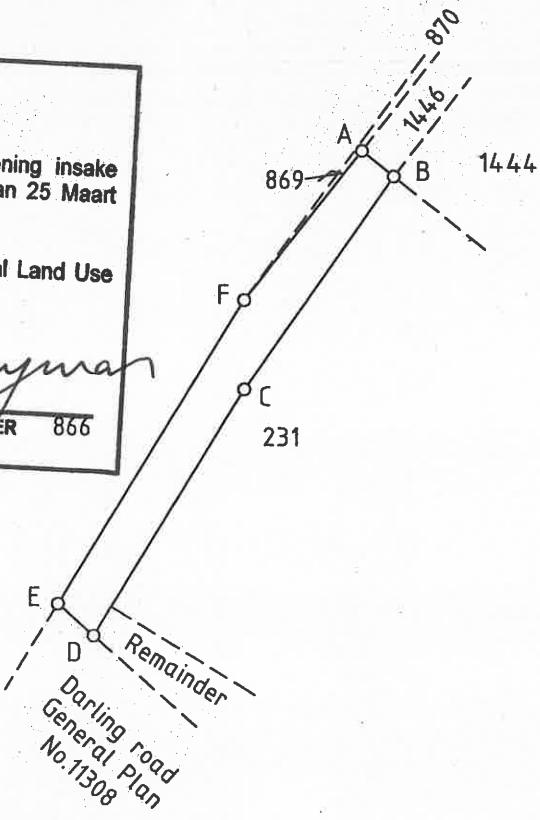 870
1446
A
B
1444
869
ening insake
an 25 Maart
al Land Use
F
C
ER 866
231
E
D
Remainder
Darling road
General Plan
No.11308